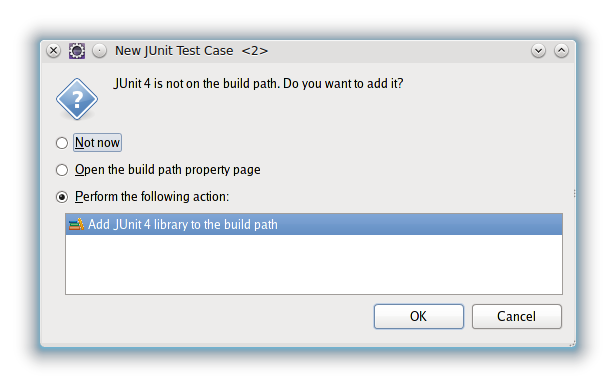 New JUnit Test Case <2>
JUnit 4 is not on the build path. Do you want to add it?
Not now
Open the build path property page
Perform the following action:
Add JUnit 4 library to the build path
OK Cancel